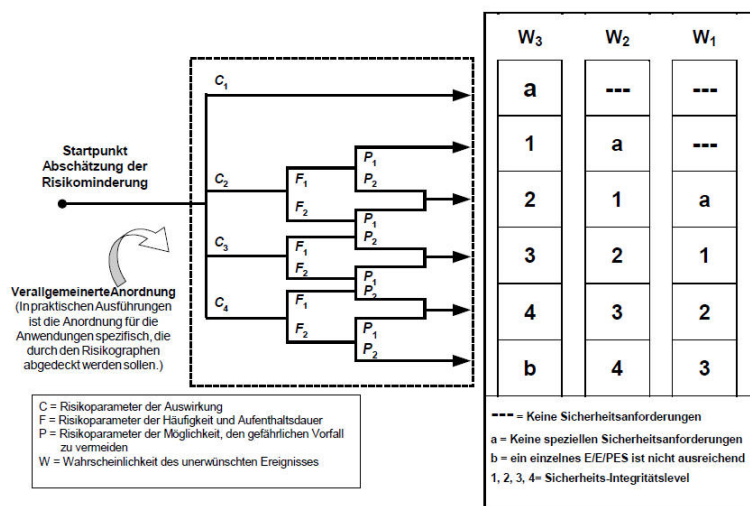 W3 W2 W1
C1
a --- ---
P1
1 a ---
Startpunkt
Abschätzung der
Risikominderung
C2 F1 P2
2 1 a
F2 P1
P2
C3 F1
3 2 1
F2 P1
P2
VerallgemeinerteAnordnung
(In praktischen Ausführungen
ist die Anordnung für die
Anwendungen spezifisch, die
durch den Risikographen
abgedeckt werden sollen.)
C4 F1
4 3 2
F2 P1
P2
b 4 3
C = Risikoparameter der Auswirkung
F = Risikoparameter der Häufigkeit und Aufenthaltsdauer
P = Risikoparameter der Möglichkeit, den gefährlichen Vorfall
zu vermeiden
W = Wahrscheinlichkeit des unerwünschten Ereignisses
--- = Keine Sicherheitsanforderungen
a = Keine speziellen Sicherheitsanforderungen
b = ein einzelnes E/E/PES ist nicht ausreichend
1, 2, 3, 4= Sicherheits-Integritätslevel